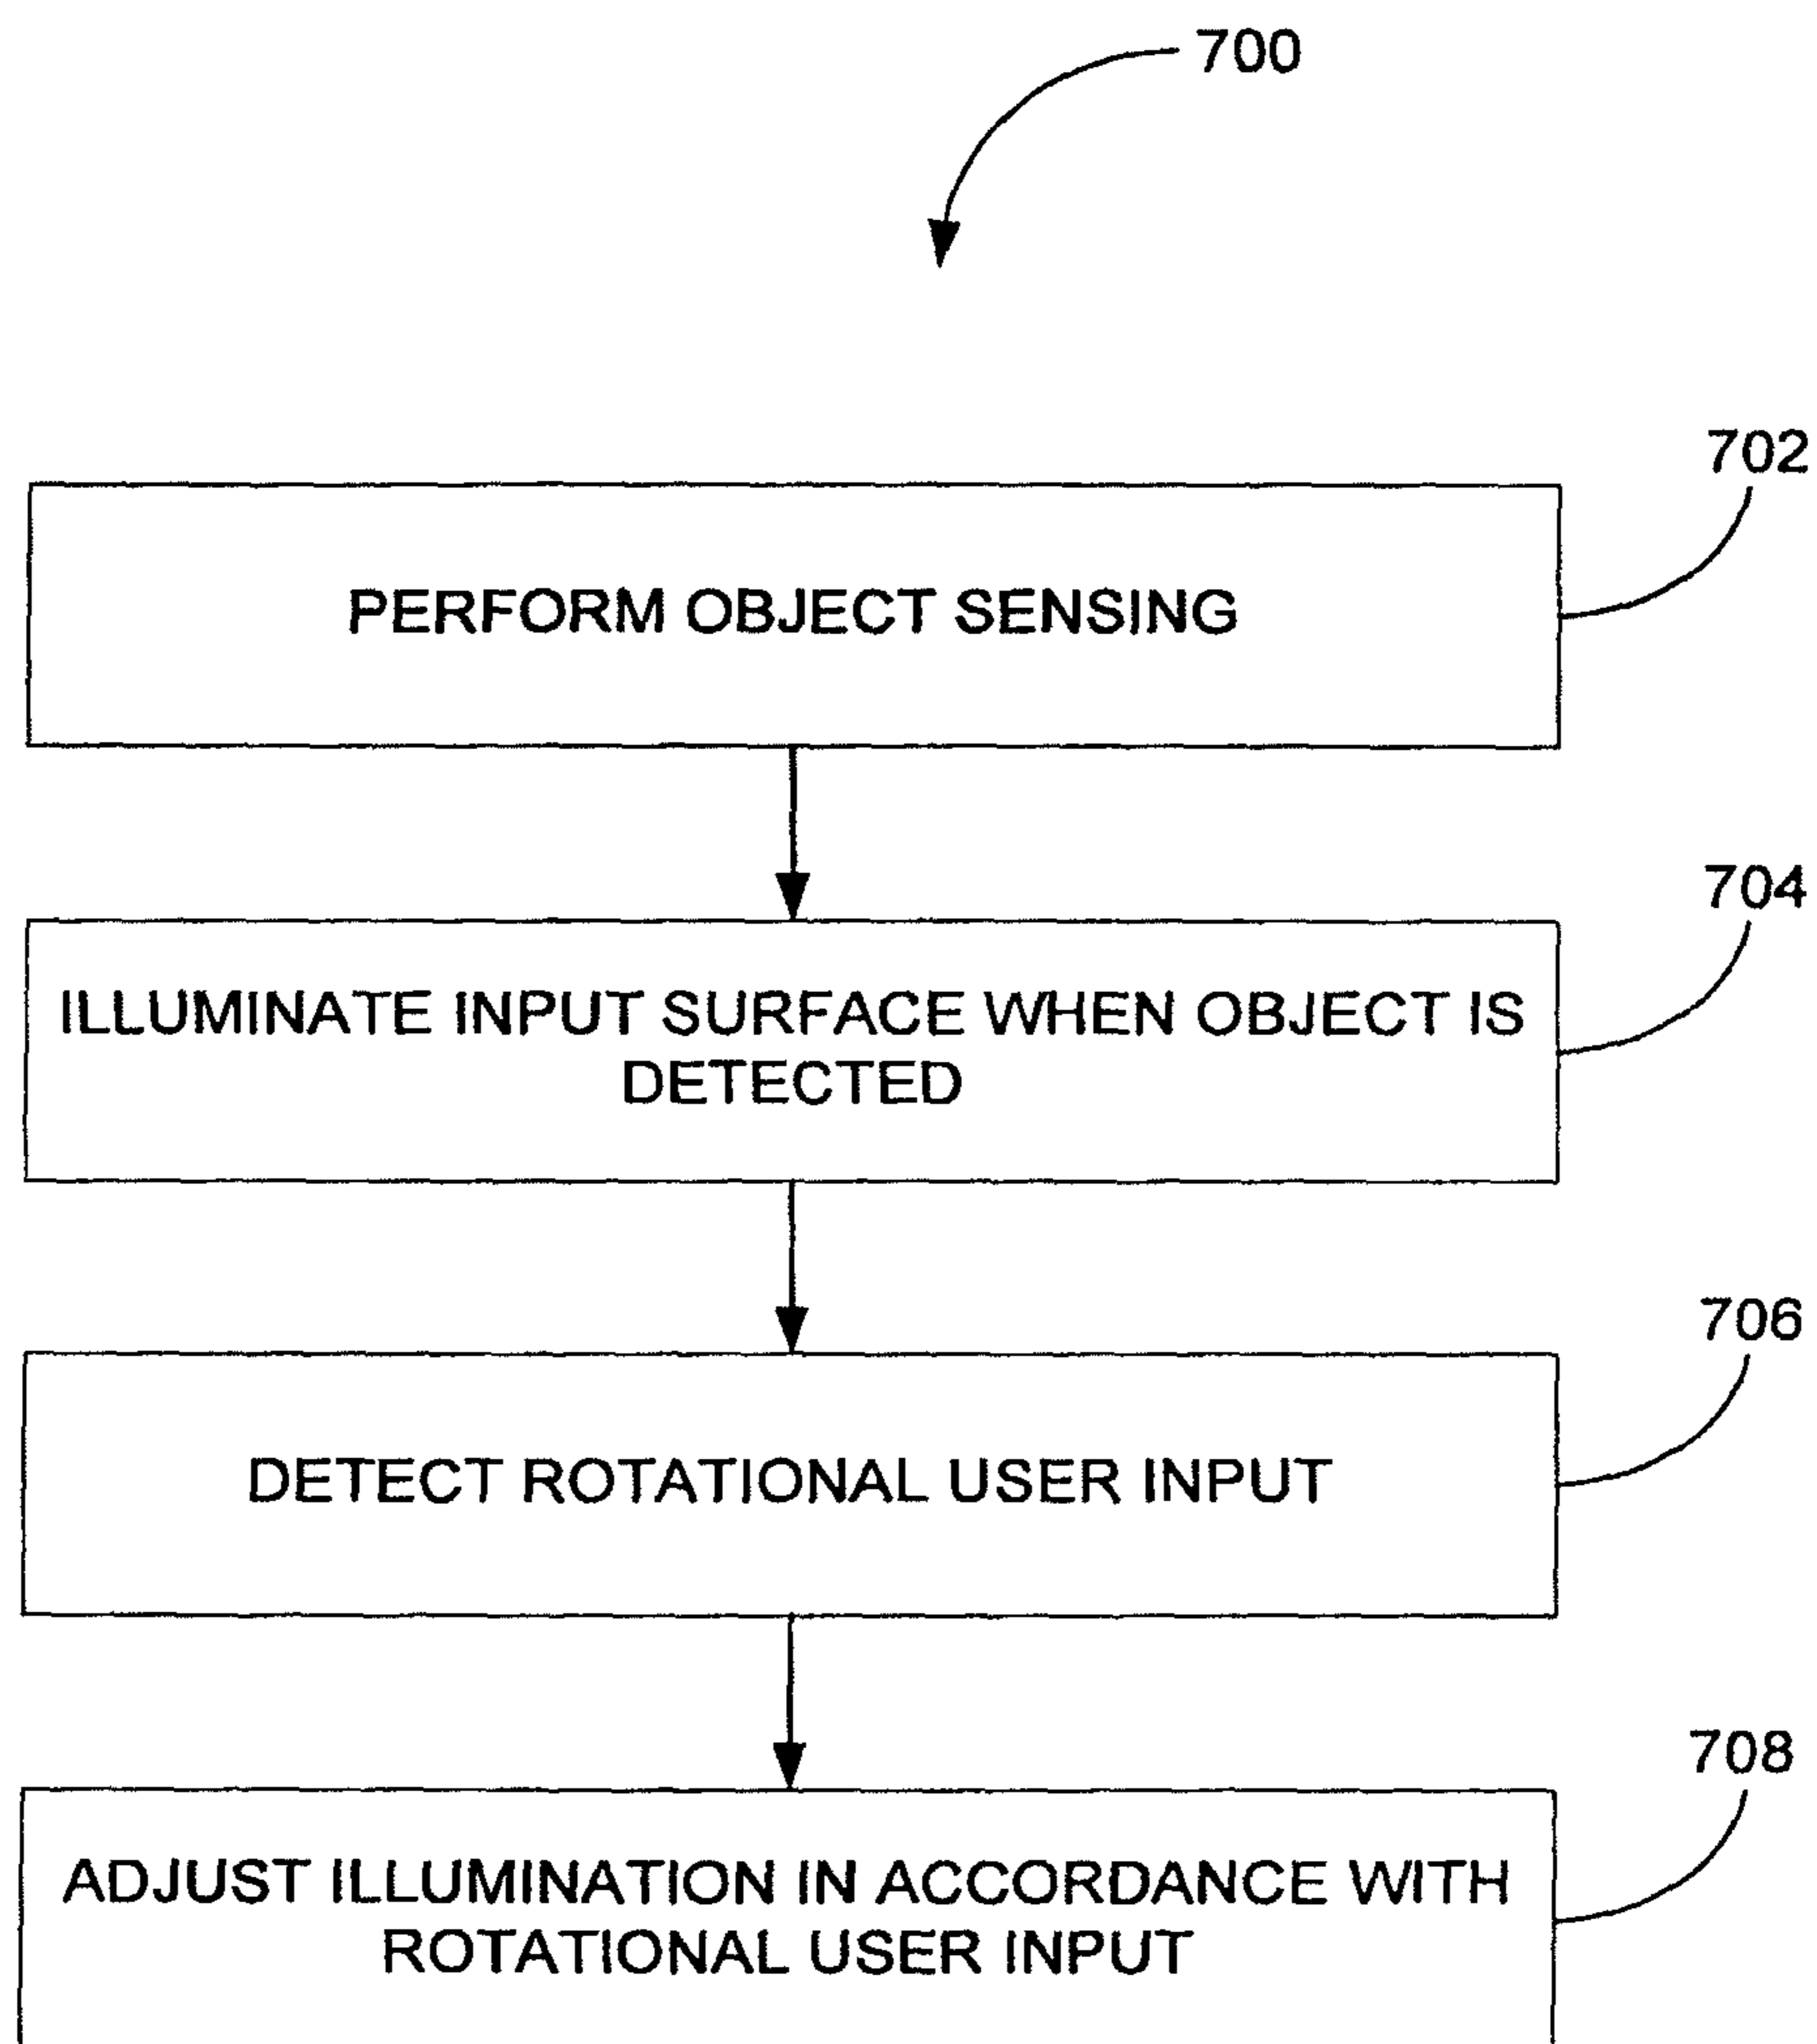 700
702
PERFORM OBJECT SENSING
704
ILLUMINATE INPUT SURFACE WHEN OBJECT IS
DETECTED
706
DETECT ROTATIONAL USER INPUT
708
ADJUST ILLUMINATION IN ACCORDANCE WITH
ROTATIONAL USER INPUT